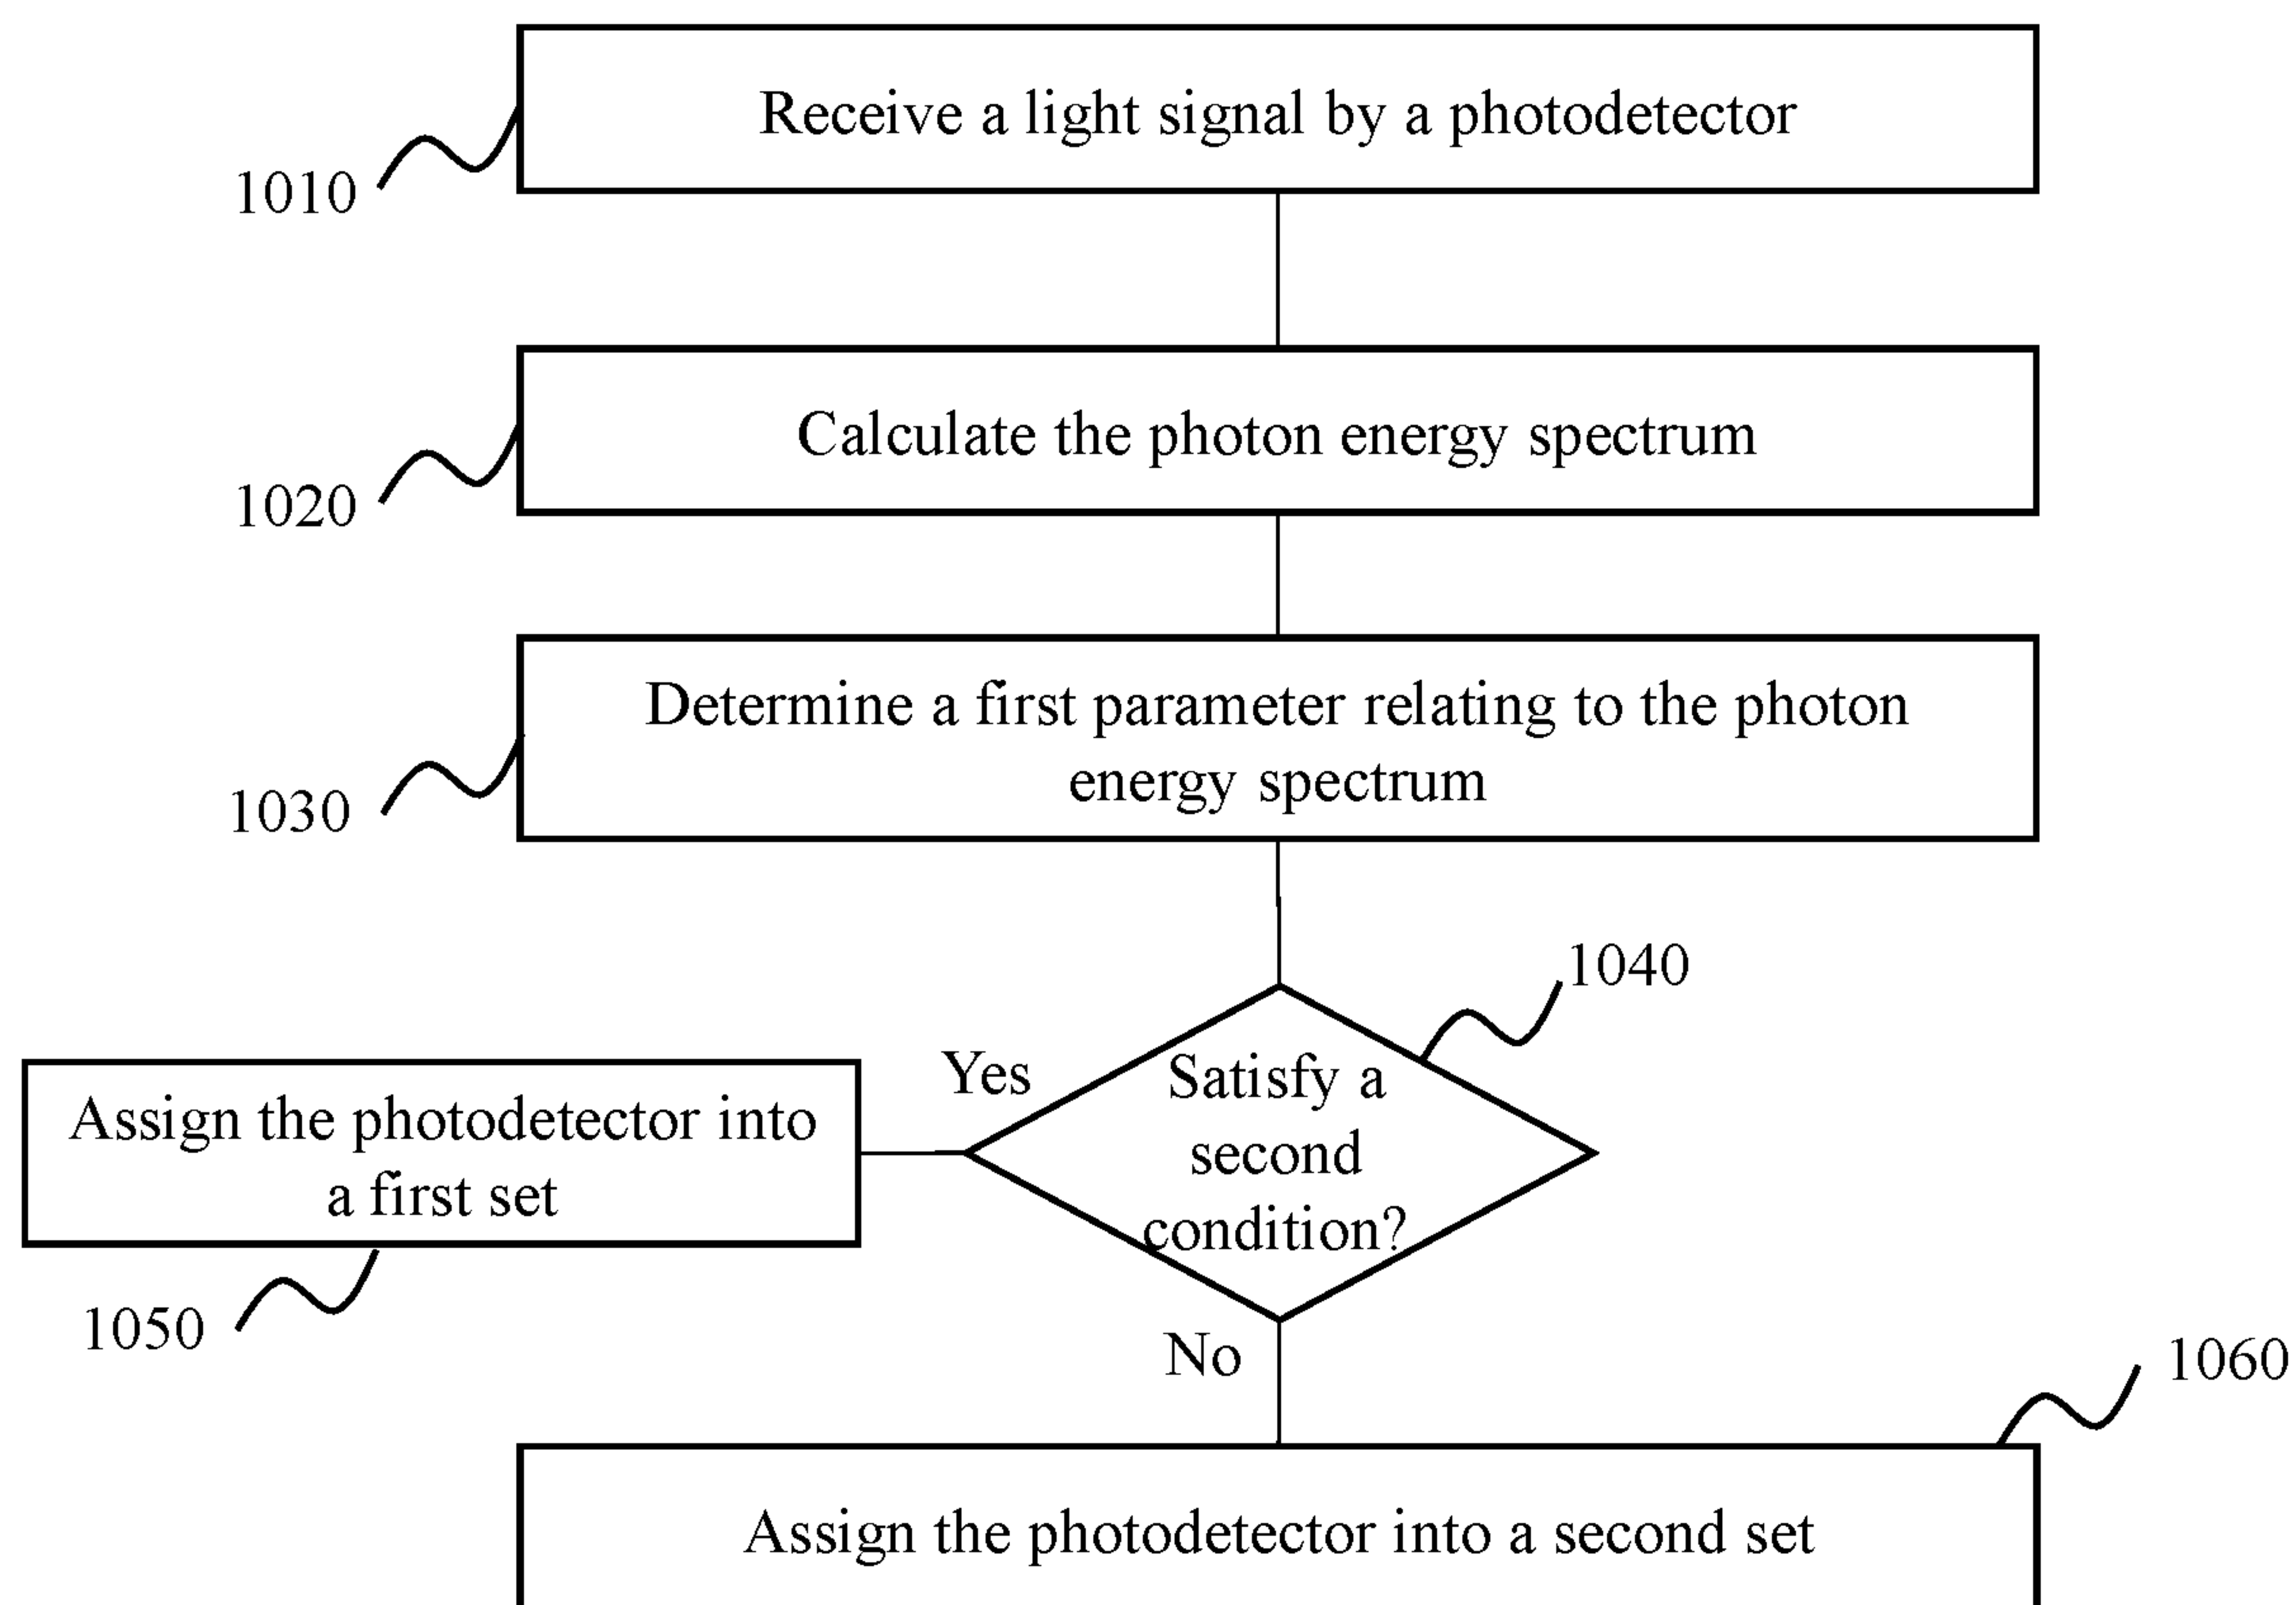 Receive a light signal by a photodetector
1010
Calculate the photon energy spectrum
1020
Determine a first parameter relating to the photon
energy spectrum
1030
1040
Yes
Satisfy a
second
condition?
Assign the photodetector into
a first set
1050
No
1060
Assign the photodetector into a second set